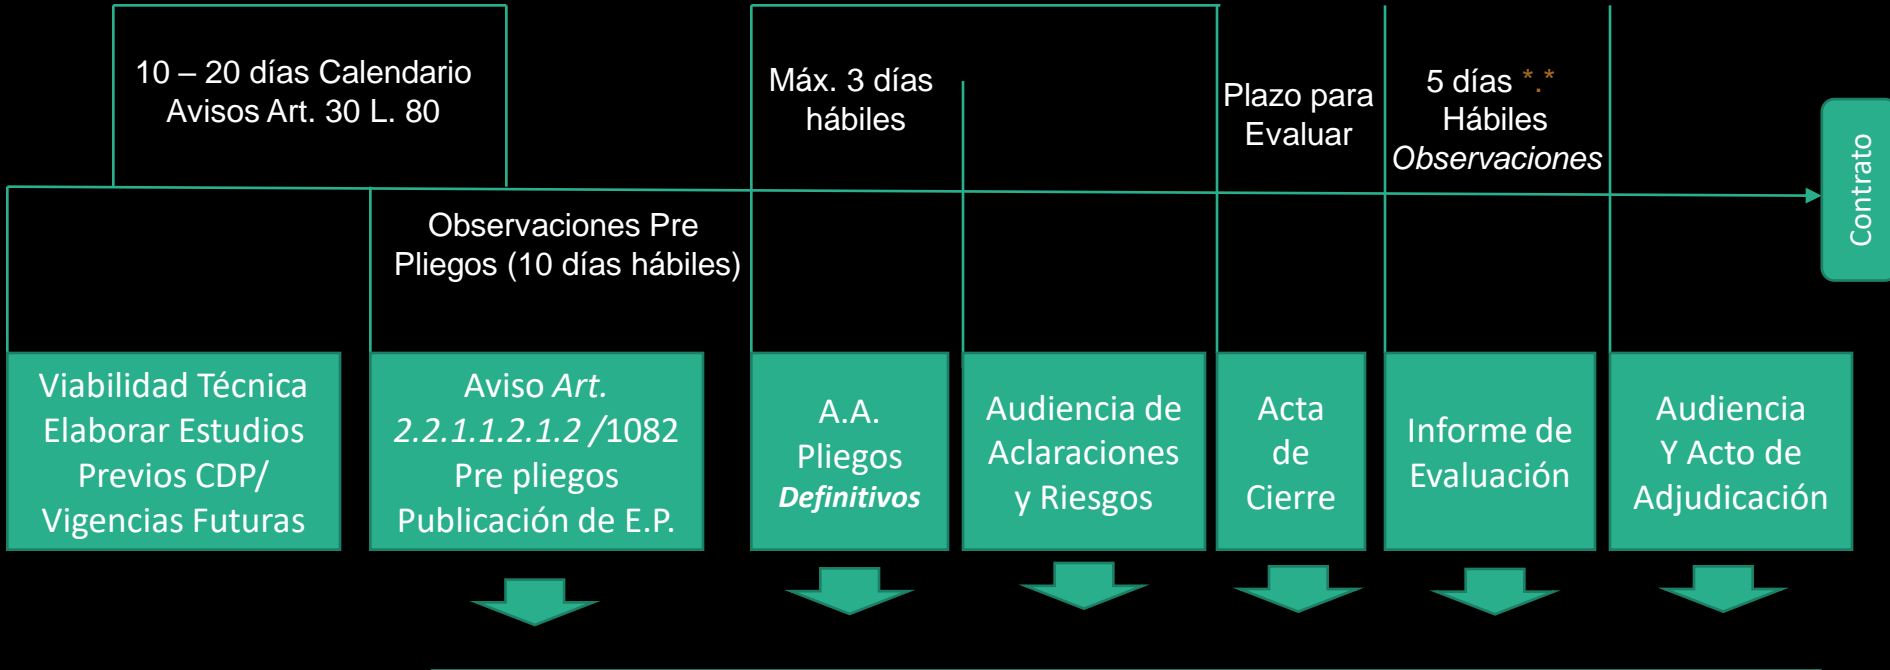 10 – 20 días Calendario
Avisos Art. 30 L. 80
Máx. 3 días
hábiles
Plazo para
Evaluar
5 días *.*
Hábiles
Observaciones
Contrato
Observaciones Pre
Pliegos (10 días hábiles)
Viabilidad Técnica
Elaborar Estudios
Previos CDP/
Vigencias Futuras
Aviso Art.
2.2.1.1.2.1.2 /1082
Pre pliegos
Publicación de E.P.
A.A.
Pliegos
Definitivos
Audiencia de
Aclaraciones
y Riesgos
Acta
de
Cierre
Informe de
Evaluación
Audiencia
Y Acto de
Adjudicación